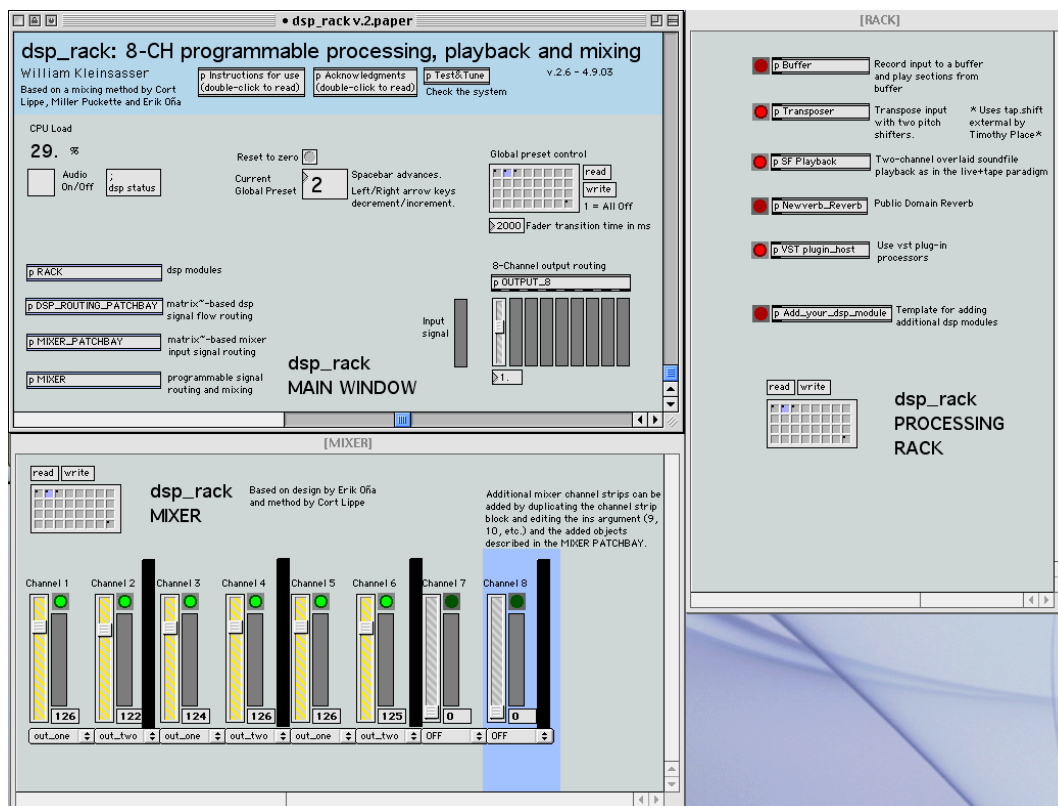 • dsp_rack v.2.paper
dsp_rack: 8-CH programmable processing, playback and mixing
William Kleinsasser
Based on a mixing method by Cort
Lippe, Miller Puckette and Erik Oña
p Instructions for use
(double-click to read)
p Acknowledgments
(double-click to read)
p Test&Tune
Check the system
v.2.6 - 4.9.03
CPU Load
29. %
Audio
On/Off
;
dsp status
Reset to zero
Current
Global Preset
2
Spacebar advances.
Left/Right arrow keys
decrement/increment.
Global preset control
read
write
1 = All Off
2000 Fader transition time in ms
p RACK
dsp modules
p DSP_ROUTING_PATCHBAY
matrix~-based dsp
signal flow routing
p MIXER_PATCHBAY
matrix~-based mixer
input signal routing
p MIXER
programmable signal
routing and mixing
dsp_rack
MAIN WINDOW
Input
signal
8-Channel output routing
p OUTPUT_8
1.
[RACK]
p Buffer
Record input to a buffer
and play sections from
buffer
p Transposer
Transpose input
with two pitch
shifters.
* Uses tap.shift
extermal by
Timothy Place*
p SF Playback
Two-channel overlaid soundfile
playback as in the live+tape paradigm
p Newverb_Reverb
Public Domain Reverb
p VST plugin_host
Use vst plug-in
processors
p Add_your_dsp_module
Template for adding
additional dsp modules
read write
dsp_rack
PROCESSING
RACK
[MIXER]
read write
dsp_rack
MIXER
Based on design by Erik Oña
and method by Cort Lippe
Additional mixer channel strips can be
added by duplicating the channel strip
block and editing the ins argument (9,
10, etc.) and the added objects
described in the MIXER PATCHBAY.
Channel 1 Channel 2 Channel 3 Channel 4 Channel 5 Channel 6 Channel 7 Channel 8
126 122 124 126 126 125 0 0
out_one out_two out_one out_two out_one out_two OFF OFF